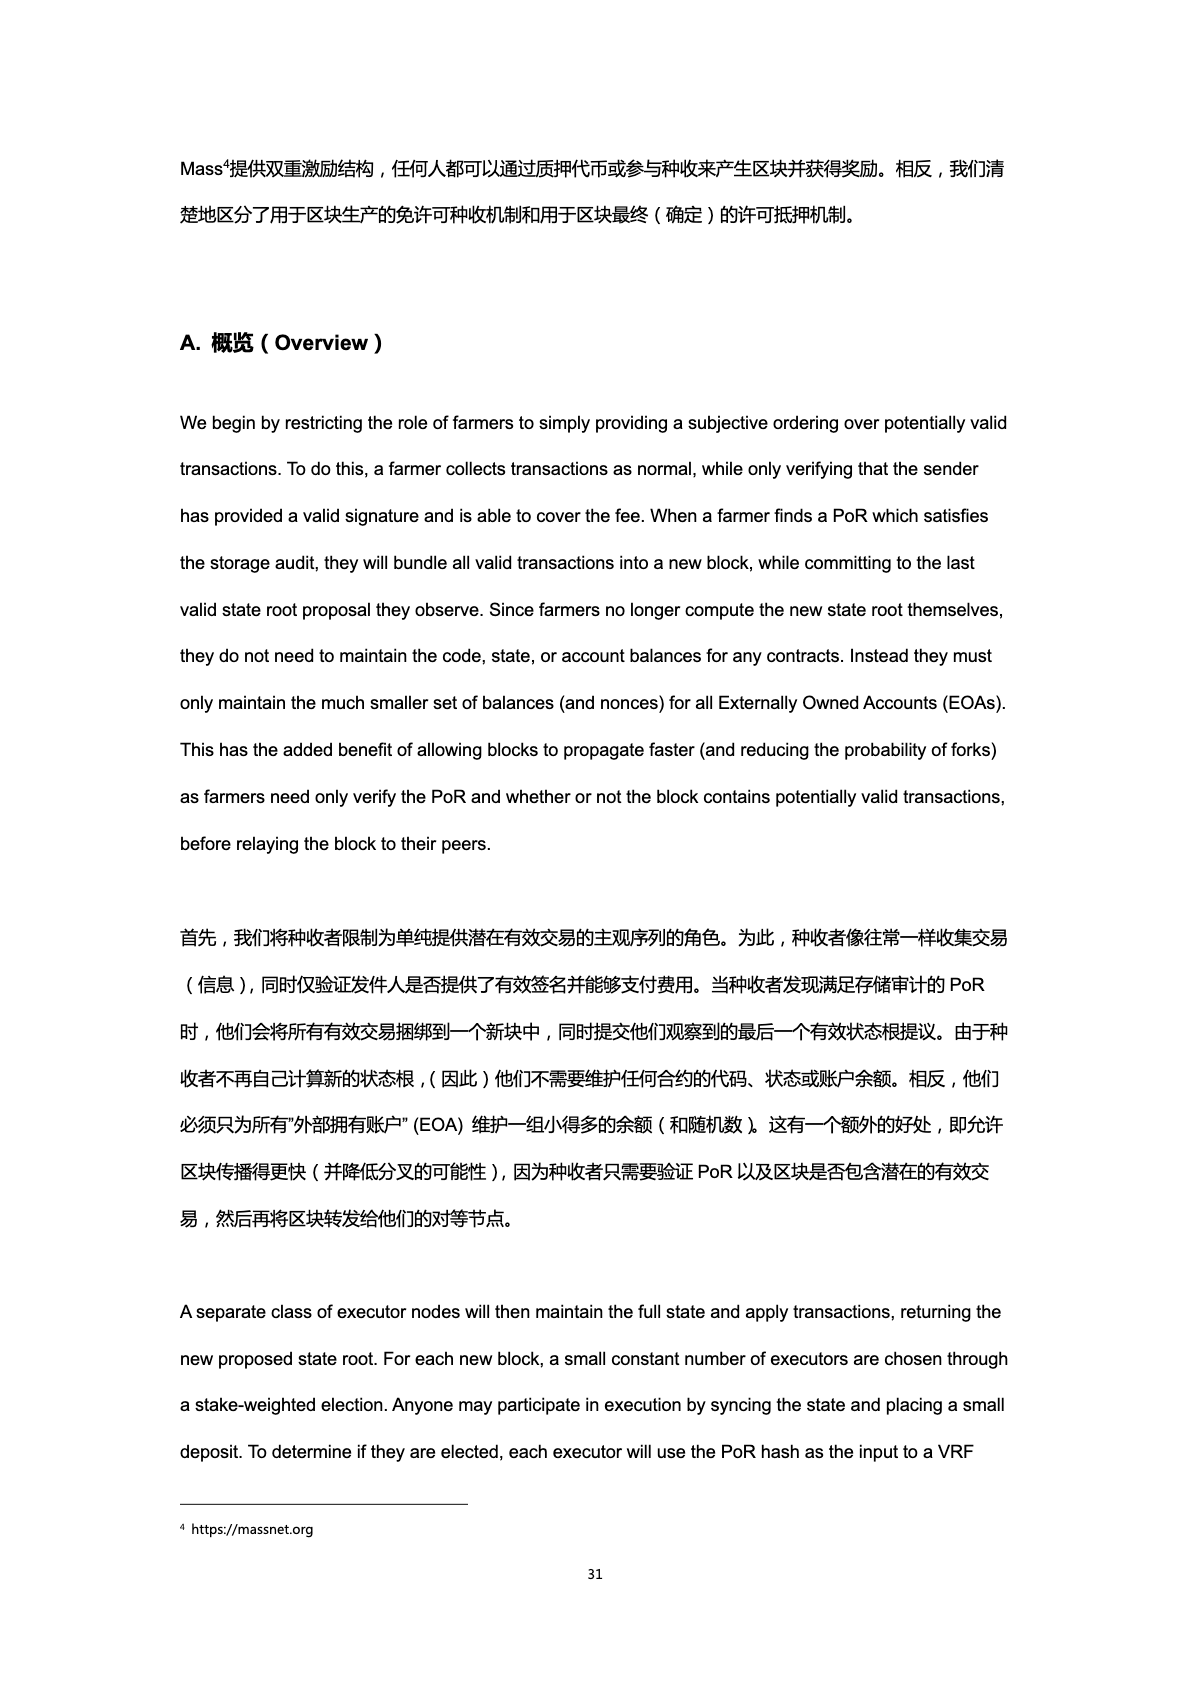 Mass⁴提供双重激励结构，任何人都可以通过质押代币或参与种收来产生区块并获得奖励。相反，我们清
楚地区分了用于区块生产的免许可种收机制和用于区块最终（确定）的许可抵押机制。
A. 概览（Overview）
We begin by restricting the role of farmers to simply providing a subjective ordering over potentially valid
transactions. To do this, a farmer collects transactions as normal, while only verifying that the sender
has provided a valid signature and is able to cover the fee. When a farmer finds a PoR which satisfies
the storage audit, they will bundle all valid transactions into a new block, while committing to the last
valid state root proposal they observe. Since farmers no longer compute the new state root themselves,
they do not need to maintain the code, state, or account balances for any contracts. Instead they must
only maintain the much smaller set of balances (and nonces) for all Externally Owned Accounts (EOAs).
This has the added benefit of allowing blocks to propagate faster (and reducing the probability of forks)
as farmers need only verify the PoR and whether or not the block contains potentially valid transactions,
before relaying the block to their peers.
首先，我们将种收者限制为单纯提供潜在有效交易的主观序列的角色。为此，种收者像往常一样收集交易
（信息），同时仅验证发件人是否提供了有效签名并能够支付费用。当种收者发现满足存储审计的 PoR
时，他们会将所有有效交易捆绑到一个新块中，同时提交他们观察到的最后一个有效状态根提议。由于种
收者不再自己计算新的状态根，（因此）他们不需要维护任何合约的代码、状态或账户余额。相反，他们
必须只为所有”外部拥有账户” (EOA) 维护一组小得多的余额（和随机数）。这有一个额外的好处，即允许
区块传播得更快（并降低分叉的可能性），因为种收者只需要验证 PoR 以及区块是否包含潜在的有效交
易，然后再将区块转发给他们的对等节点。
A separate class of executor nodes will then maintain the full state and apply transactions, returning the
new proposed state root. For each new block, a small constant number of executors are chosen through
a stake-weighted election. Anyone may participate in execution by syncing the state and placing a small
deposit. To determine if they are elected, each executor will use the PoR hash as the input to a VRF
⁴ https://massnet.org
31